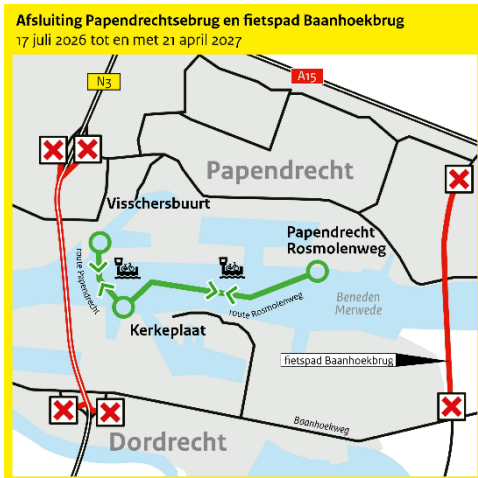 Afsluiting Papendrechtsebrug en fietspad Baanhoekbrug
17 juli 2026 tot en met 21 april 2027
N3
A15
Papendrecht
Visschersbuurt
Papendrecht
Rosmolenweg
route Papendrecht
route Rosmolenweg
Beneden
Merwede
Kerkeplaat
fietspad Baanhoekbrug
Baanhoekweg
Dordrecht